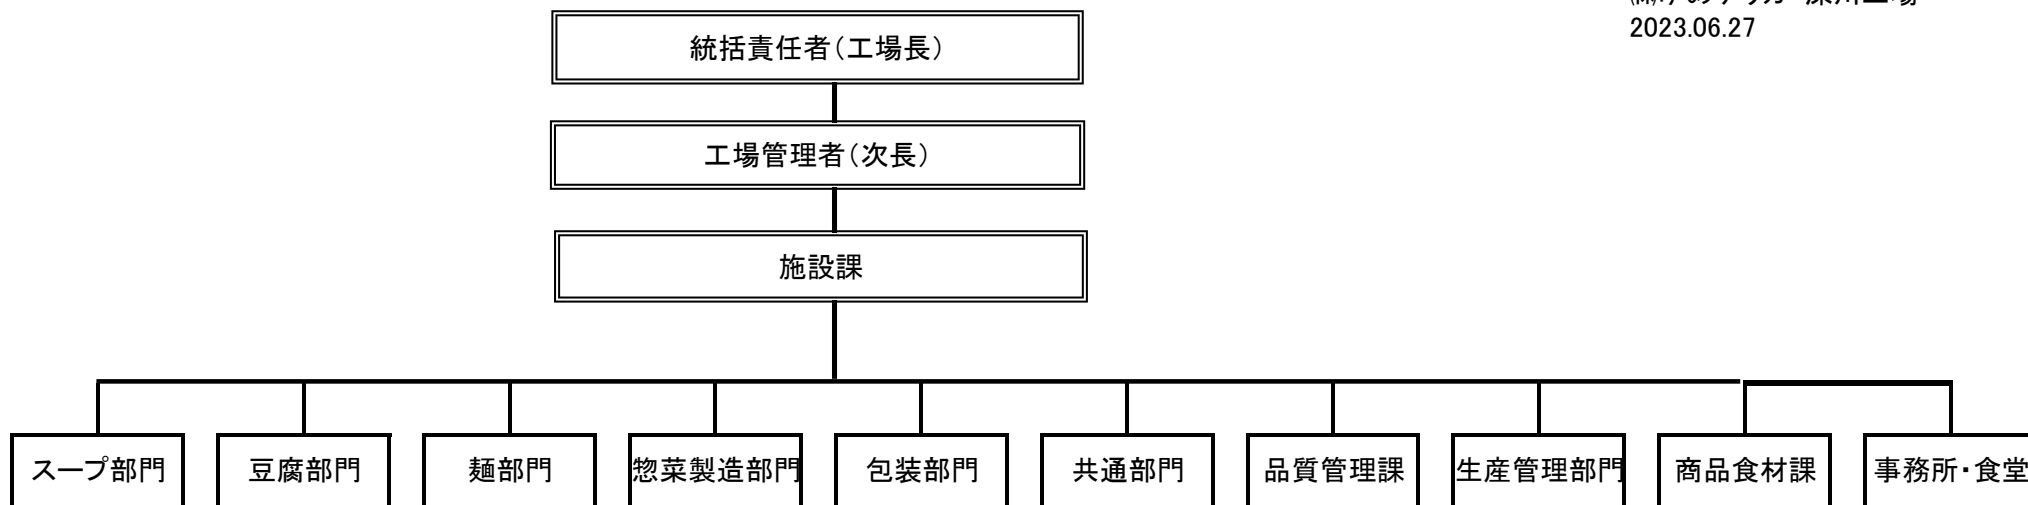 2023.06.27
統括責任者(工場長)
工場管理者(次長)
施設課
スープ部門
豆腐部門
麺部門
惣菜製造部門
包装部門
共通部門
品質管理課
生産管理部門
商品食材課
事務所・食堂